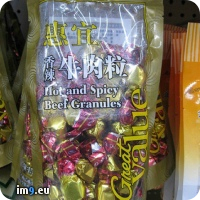 惠宜
香辣 牛肉粒
Hot and Spicy
Beef Granules
Great
Value
im9.eu